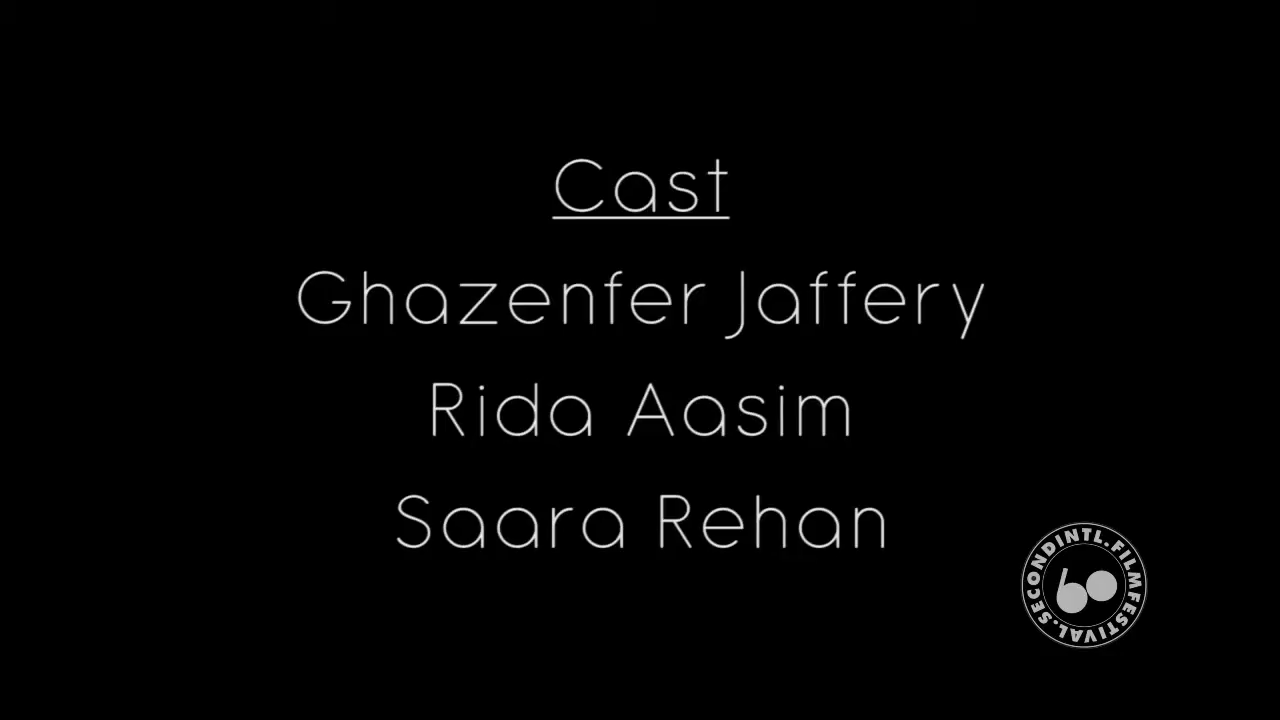 Cast
Ghazenfer Jaffery
Rida Aasim
Saara Rehan
60
SECONDINTL.FILMFESTIVAL.